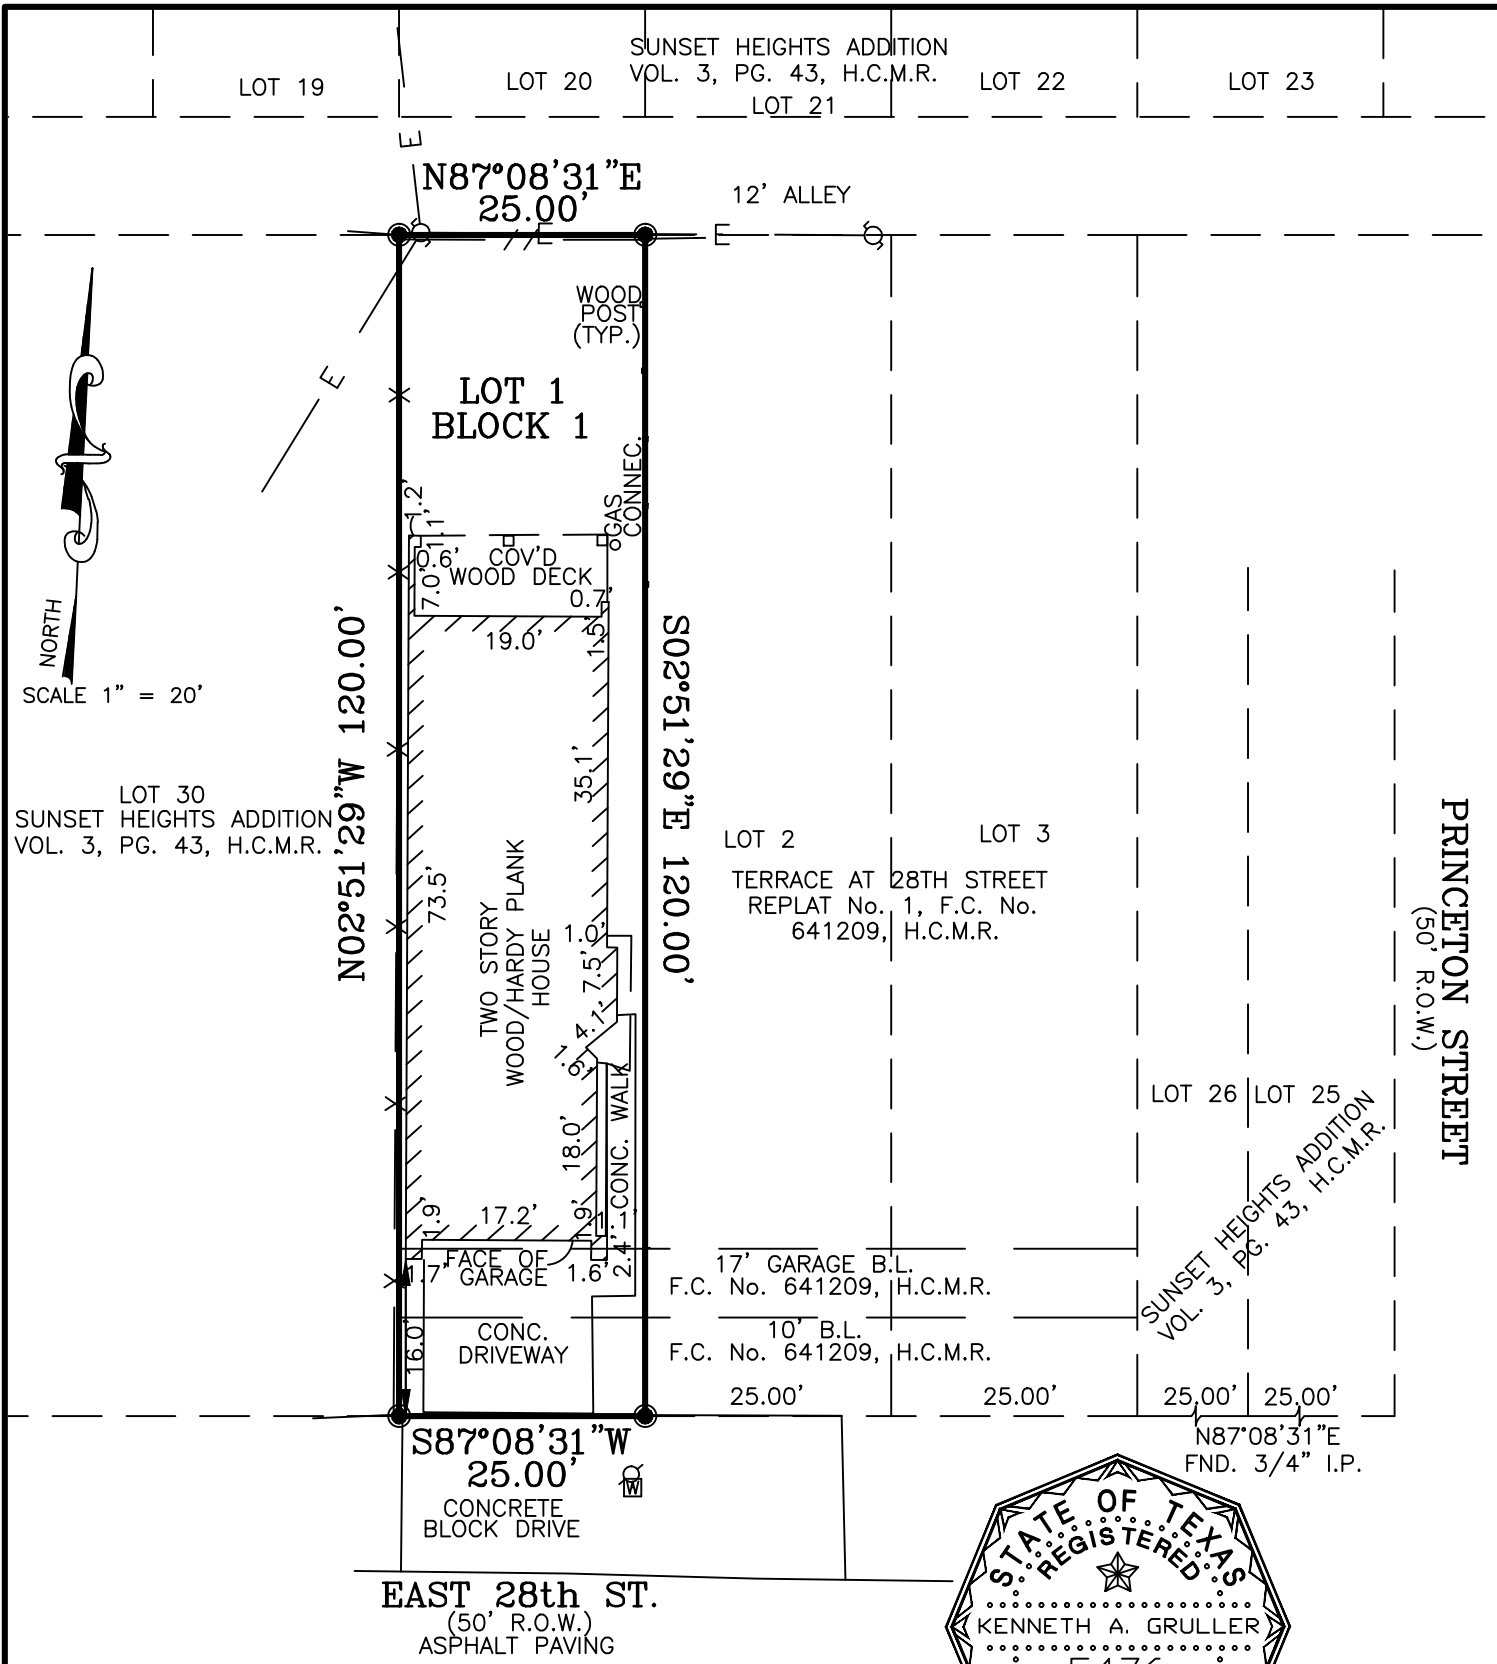 SUNSET HEIGHTS ADDITION
VOL. 3, PG. 43, H.C.M.R.
LOT 19
LOT 20
LOT 21
LOT 22
LOT 23
E
N87°08'31"E
25.00'
12' ALLEY
E
E
WOOD
POST
(TYP.)
E
LOT 1
BLOCK 1
GAS
CONNEC.
1.2'
1.1'
0.6'
COV'D
WOOD DECK
7.0'
0.7'
1.5'
19.0'
NORTH
SCALE 1" = 20'
N02°51'29"W 120.00'
S02°51'29"E 120.00'
35.1'
LOT 30
SUNSET HEIGHTS ADDITION
VOL. 3, PG. 43, H.C.M.R.
73.5'
TWO STORY
WOOD/HARDY PLANK
HOUSE
1.0'
7.5'
4.1'
1.6'
LOT 2
LOT 3
TERRACE AT 28TH STREET
REPLAT No. 1, F.C. No.
641209, H.C.M.R.
PRINCETON STREET
(50' R.O.W.)
LOT 26
LOT 25
SUNSET HEIGHTS ADDITION
VOL. 3, PG. 43, H.C.M.R.
CONC. WALK
18.0'
1.9'
17.2'
1.9'
1.1'
2.4'
FACE OF
GARAGE
1.7'
1.6'
17' GARAGE B.L.
F.C. No. 641209, H.C.M.R.
16.0'
CONC.
DRIVEWAY
10' B.L.
F.C. No. 641209, H.C.M.R.
25.00'
25.00'
25.00'
25.00'
N87°08'31"E
FND. 3/4" I.P.
S87°08'31"W
25.00'
W
CONCRETE
BLOCK DRIVE
EAST 28th ST.
(50' R.O.W.)
ASPHALT PAVING
STATE OF TEXAS
REGISTERED
KENNETH A. GRULLER